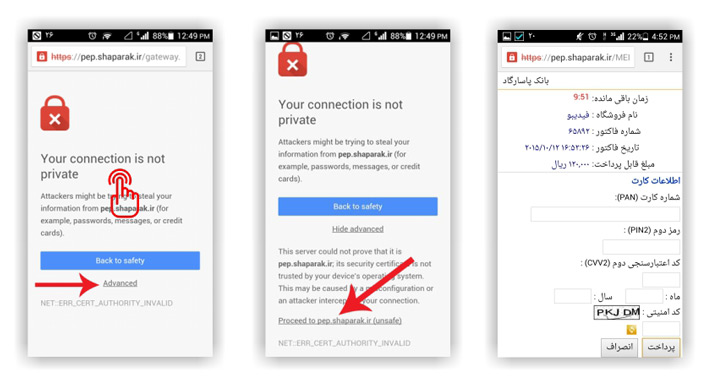 ۲۶
88%
12:49 PM
https://pep.shaparak.ir/gateway.
2
Your connection is not
private
Attackers might be trying to steal your
information from pep.shaparak.ir (for
example, passwords, messages, or credit
cards).
Back to safety
Advanced
NET::ERR_CERT_AUTHORITY_INVALID
۲۶
88%
12:49 PM
Your connection is not
private
Attackers might be trying to steal your
information from pep.shaparak.ir (for
example, passwords, messages, or credit
cards).
Back to safety
Hide advanced
This server could not prove that it is
pep.shaparak.ir; its security certificate is not
trusted by your device's operating system.
This may be caused by a misconfiguration or
an attacker intercepting your connection.
Proceed to pep.shaparak.ir (unsafe)
NET::ERR_CERT_AUTHORITY_INVALID
۲۰
22%
4:52 PM
https://pep.shaparak.ir/MEI
1
بانک پاسارگاد
زمان باقی مانده: 9:51
نام فروشگاه : فیدیبو
شماره فاکتور : ۶۵۸۹۲
تاریخ فاکتور : ۲۰۱۵/۱۰/۱۲ ۱۶:۵۲:۲۶
مبلغ قابل پرداخت: ۱۲۰,۰۰۰ ریال
اطلاعات کارت
شماره کارت (PAN):
رمز دوم (PIN2) :
کد اعتبارسنجی دوم (CVV2) :
ماه : سال :
کد امنیتی : PKJ DM
پرداخت انصراف